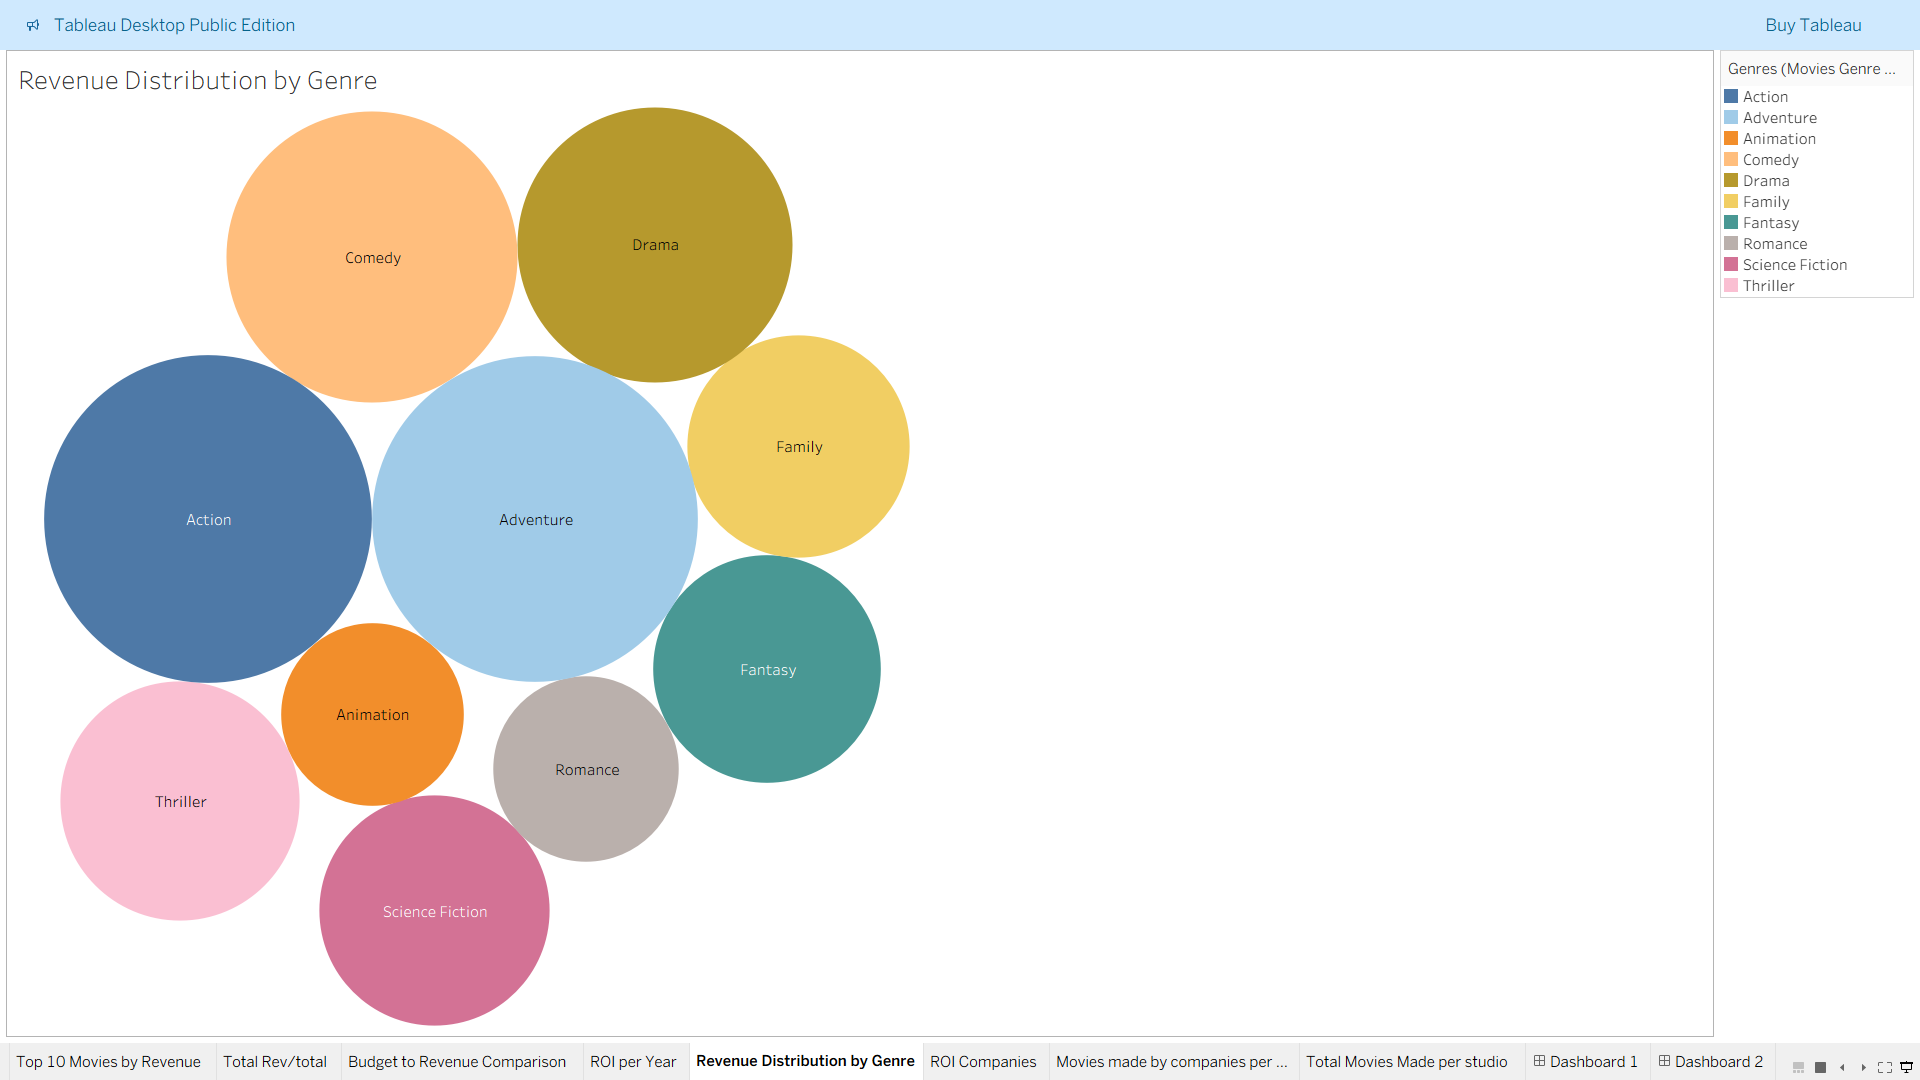 Tableau Desktop Public Edition
Buy Tableau
Revenue Distribution by Genre
Genres (Movies Genre ...
Action
Adventure
Animation
Comedy
Drama
Family
Fantasy
Romance
Science Fiction
Thriller
Drama
Comedy
Family
Action
Adventure
Fantasy
Animation
Romance
Thriller
Science Fiction
Top 10 Movies by Revenue
Total Rev/total
Budget to Revenue Comparison
ROI per Year
Revenue Distribution by Genre
ROI Companies
Movies made by companies per ...
Total Movies Made per studio
Dashboard 1
Dashboard 2